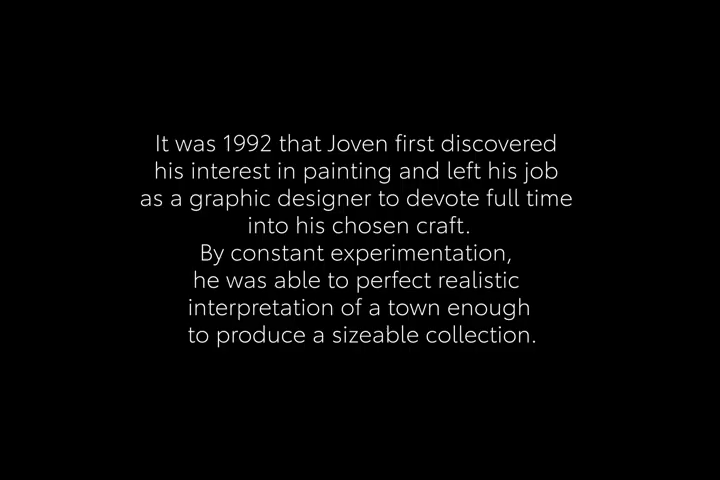 It was 1992 that Joven first discovered
his interest in painting and left his job
as a graphic designer to devote full time
into his chosen craft.
By constant experimentation,
he was able to perfect realistic
interpretation of a town enough
to produce a sizeable collection.